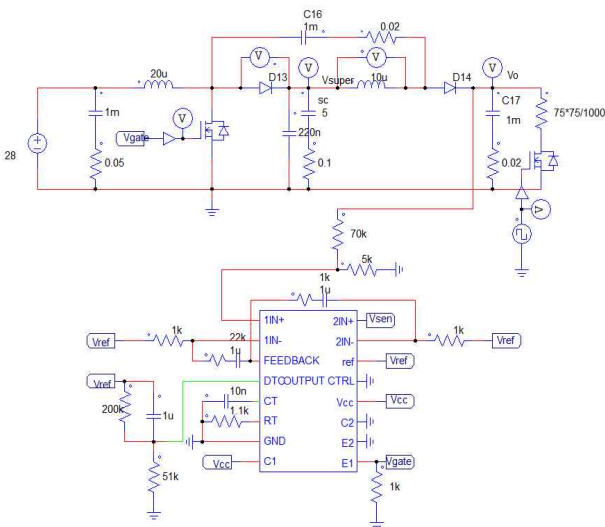 C16
1m
0.02
20u
V
D13
V
Vsuper
V
10u
D14
V
Vo
1m
0.05
28
Vgate
V
220n
sc
5
0.1
C17
1m
0.02
75*75/1000
V
70k
5k
1k
1u
Vref
1k
22k
1u
1IN+
1IN-
FEEDBACK
DTC
OUTPUT CTRL
CT
RT
GND
C1
2IN+
2IN-
ref
Vcc
C2
E2
E1
Vsen
1k
Vref
Vref
Vcc
Vref
200k
1u
51k
10n
1.1k
Vcc
Vgate
1k